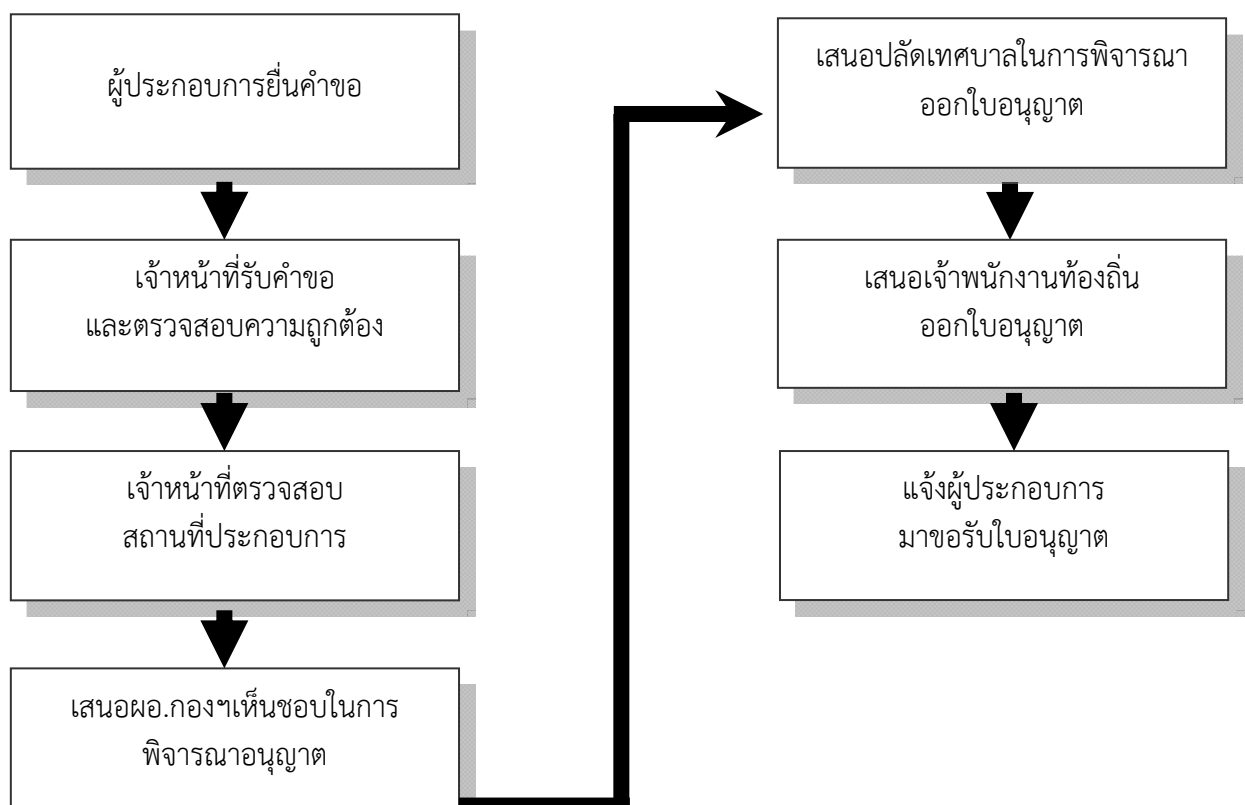 ผู้ประกอบการยื่นคำขอ
เจ้าหน้าที่รับคำขอ
และตรวจสอบความถูกต้อง
เจ้าหน้าที่ตรวจสอบ
สถานที่ประกอบการ
เสนอผอ.กองฯเห็นชอบในการ
พิจารณาอนุญาต
เสนอปลัดเทศบาลในการพิจารณา
ออกใบอนุญาต
เสนอเจ้าพนักงานท้องถิ่น
ออกใบอนุญาต
แจ้งผู้ประกอบการ
มาขอรับใบอนุญาต